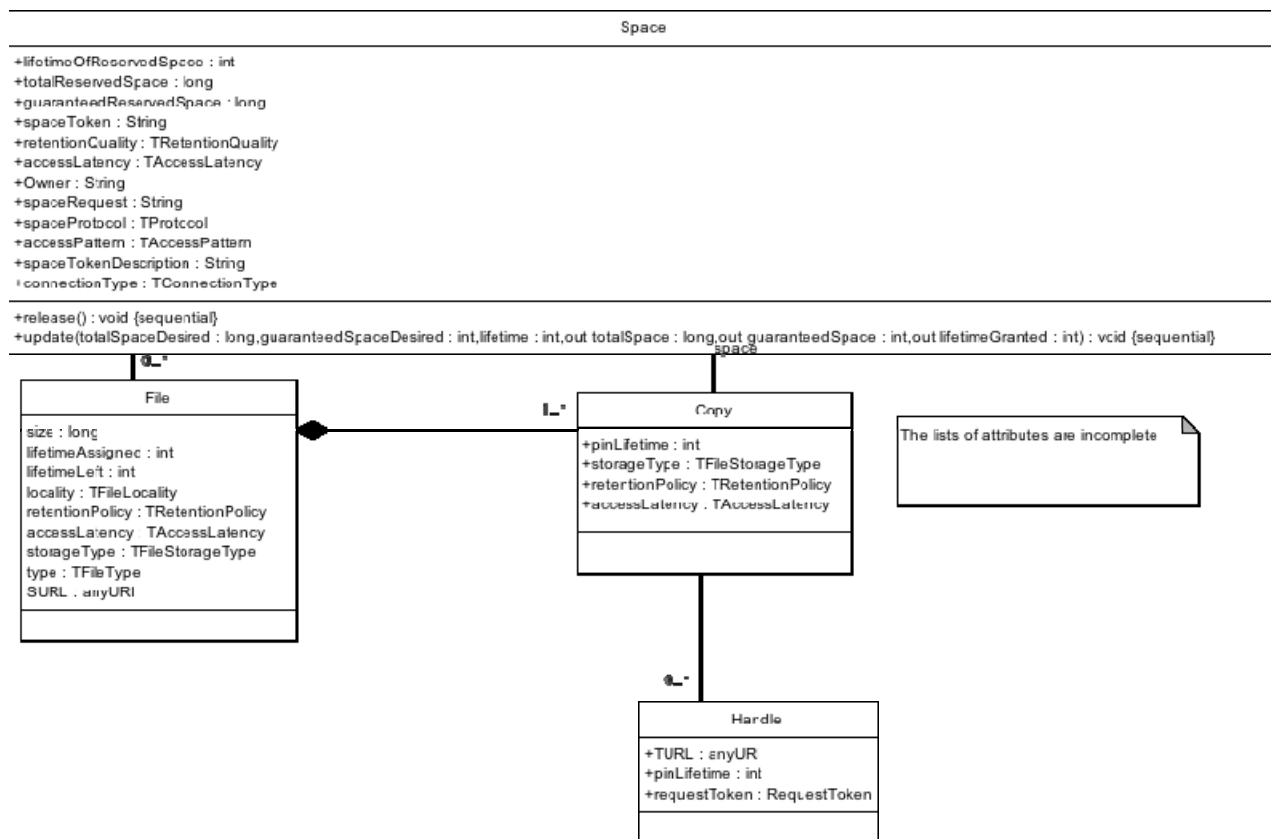 Space
+lifetimeOfReservedSpace : int
+totalReservedSpace : long
+guaranteedReservedSpace : long
+spaceToken : String
+retentionQuality : TRetentionQuality
+accessLatency : TAccessLatency
+Owner : String
+spaceRequest : String
+spaceProtocol : TProtocol
+accessPattern : TAccessPattern
+spaceTokenDescription : String
+connectionType : TConnectionType
+release() : void {sequential}
+update(totalSpaceDesired : long,guaranteedSpaceDesired : int,lifetime : int,out totalSpace : long,out guaranteedSpace : int,out lifetimeGranted : int) : void {sequential}
space
0..*
File
size : long
lifetimeAssigned : int
lifetimeLeft : int
locality : TFileLocality
retentionPolicy : TRetentionPolicy
accessLatency : TAccessLatency
storageType : TFileStorageType
type : TFileType
SURL : anyURI
1..*
Copy
+pinLifetime : int
+storageType : TFileStorageType
+retentionPolicy : TRetentionPolicy
+accessLatency : TAccessLatency
The lists of attributes are incomplete
0..*
Handle
+TURL : anyUR
+pinLifetime : int
+requestToken : RequestToken